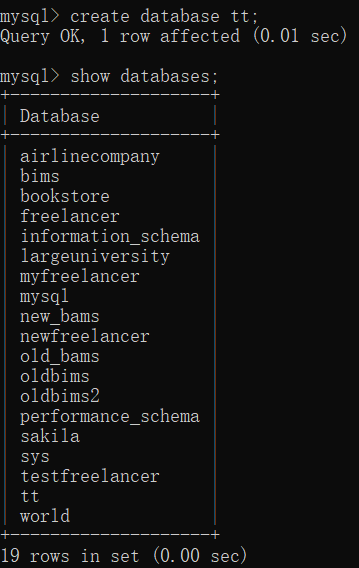 mysql> create database tt;
Query OK, 1 row affected (0.01 sec)
mysql> show databases;
+--------------------+
| Database           |
+--------------------+
| airlinecompany     |
| bims               |
| bookstore          |
| freelancer         |
| information_schema |
| largeuniversity    |
| myfreelancer       |
| mysql              |
| new_bams           |
| newfreelancer      |
| old_bams           |
| oldbims            |
| oldbims2           |
| performance_schema |
| sakila             |
| sys                |
| testfreelancer     |
| tt                 |
| world              |
+--------------------+
19 rows in set (0.00 sec)